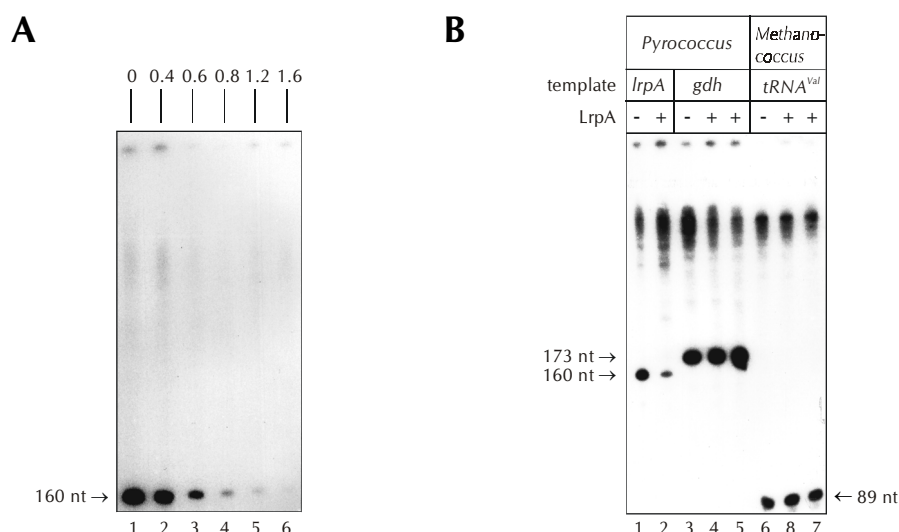 A
0 0.4 0.6 0.8 1.2 1.6
160 nt →
1 2 3 4 5 6
B
Pyrococcus
Methano-
coccus
template lrpA gdh tRNAVal
LrpA - + - + + - + +
173 nt →
160 nt →
← 89 nt
1 2 3 4 5 6 8 7